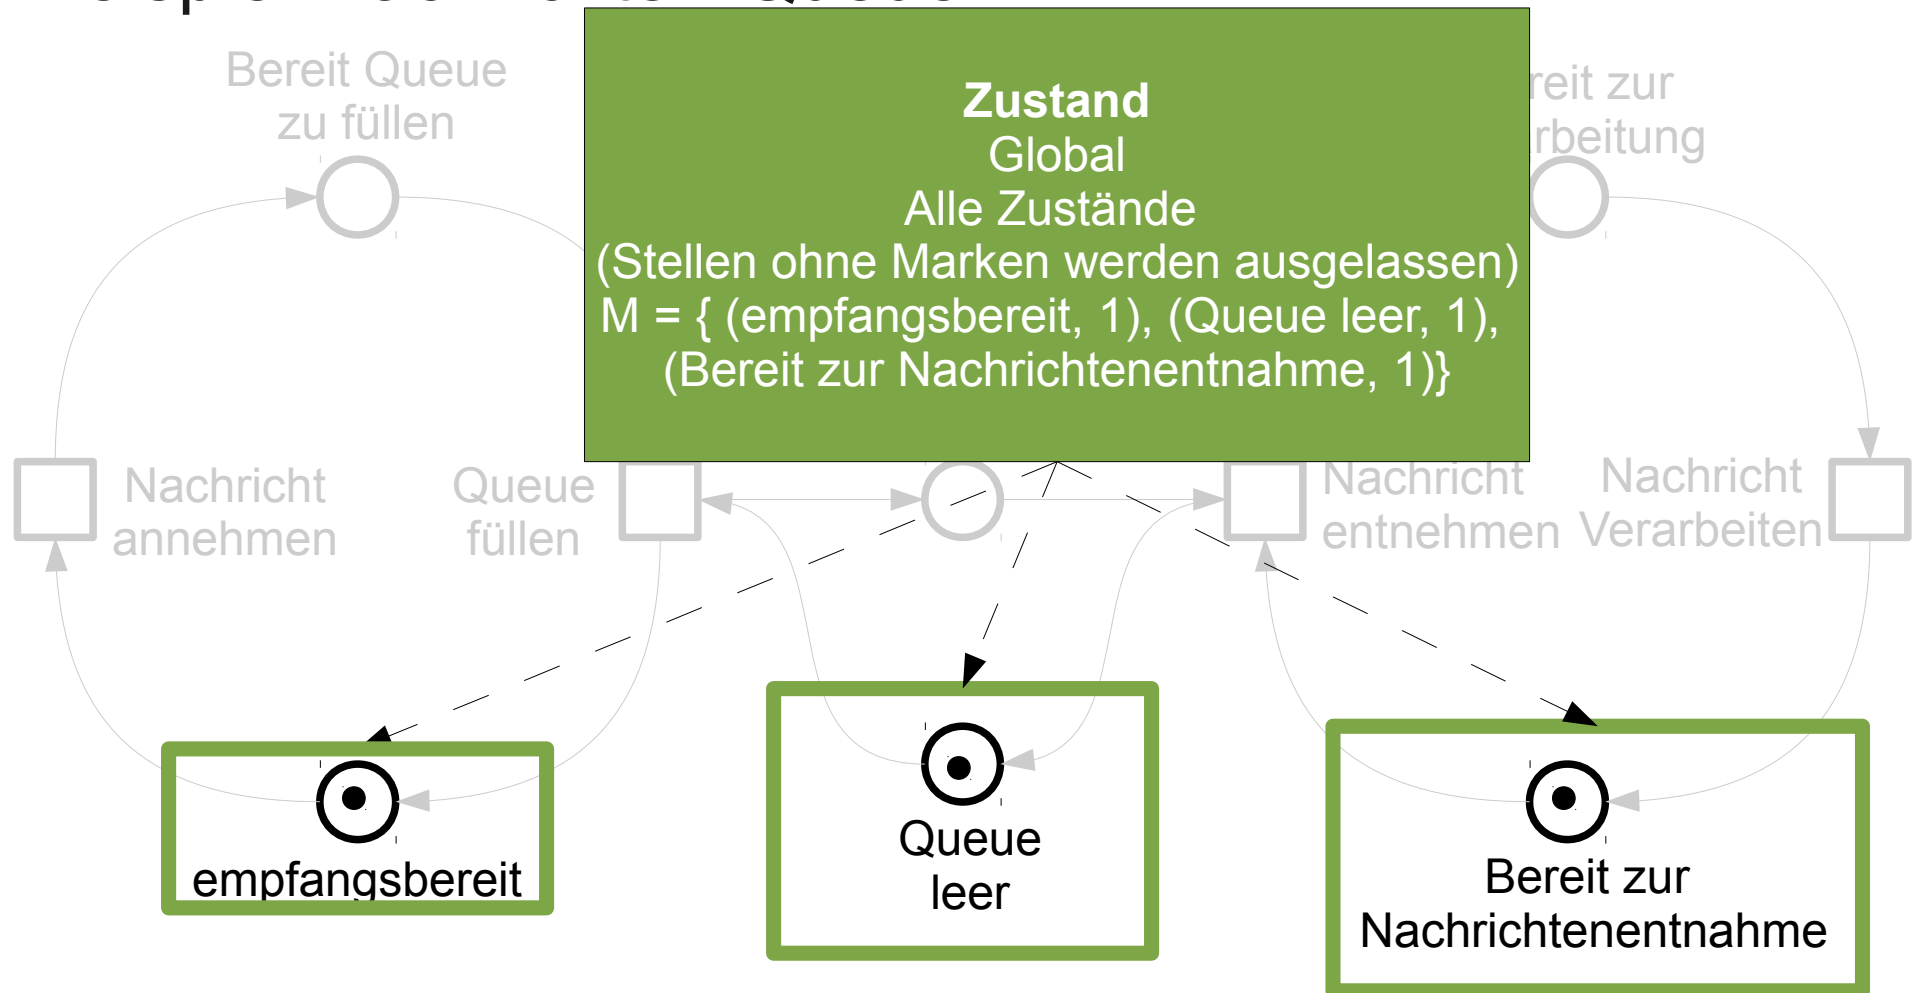 Bereit Queue
zu füllen
Zustand
Global
Alle Zustände
(Stellen ohne Marken werden ausgelassen)
M = { (empfangsbereit, 1), (Queue leer, 1),
(Bereit zur Nachrichtenentnahme, 1)}
reit zur
rbeitung
Nachricht
annehmen
Queue
füllen
Nachricht
entnehmen
Nachricht
Verarbeiten
empfangsbereit
Queue
leer
Bereit zur
Nachrichtenentnahme